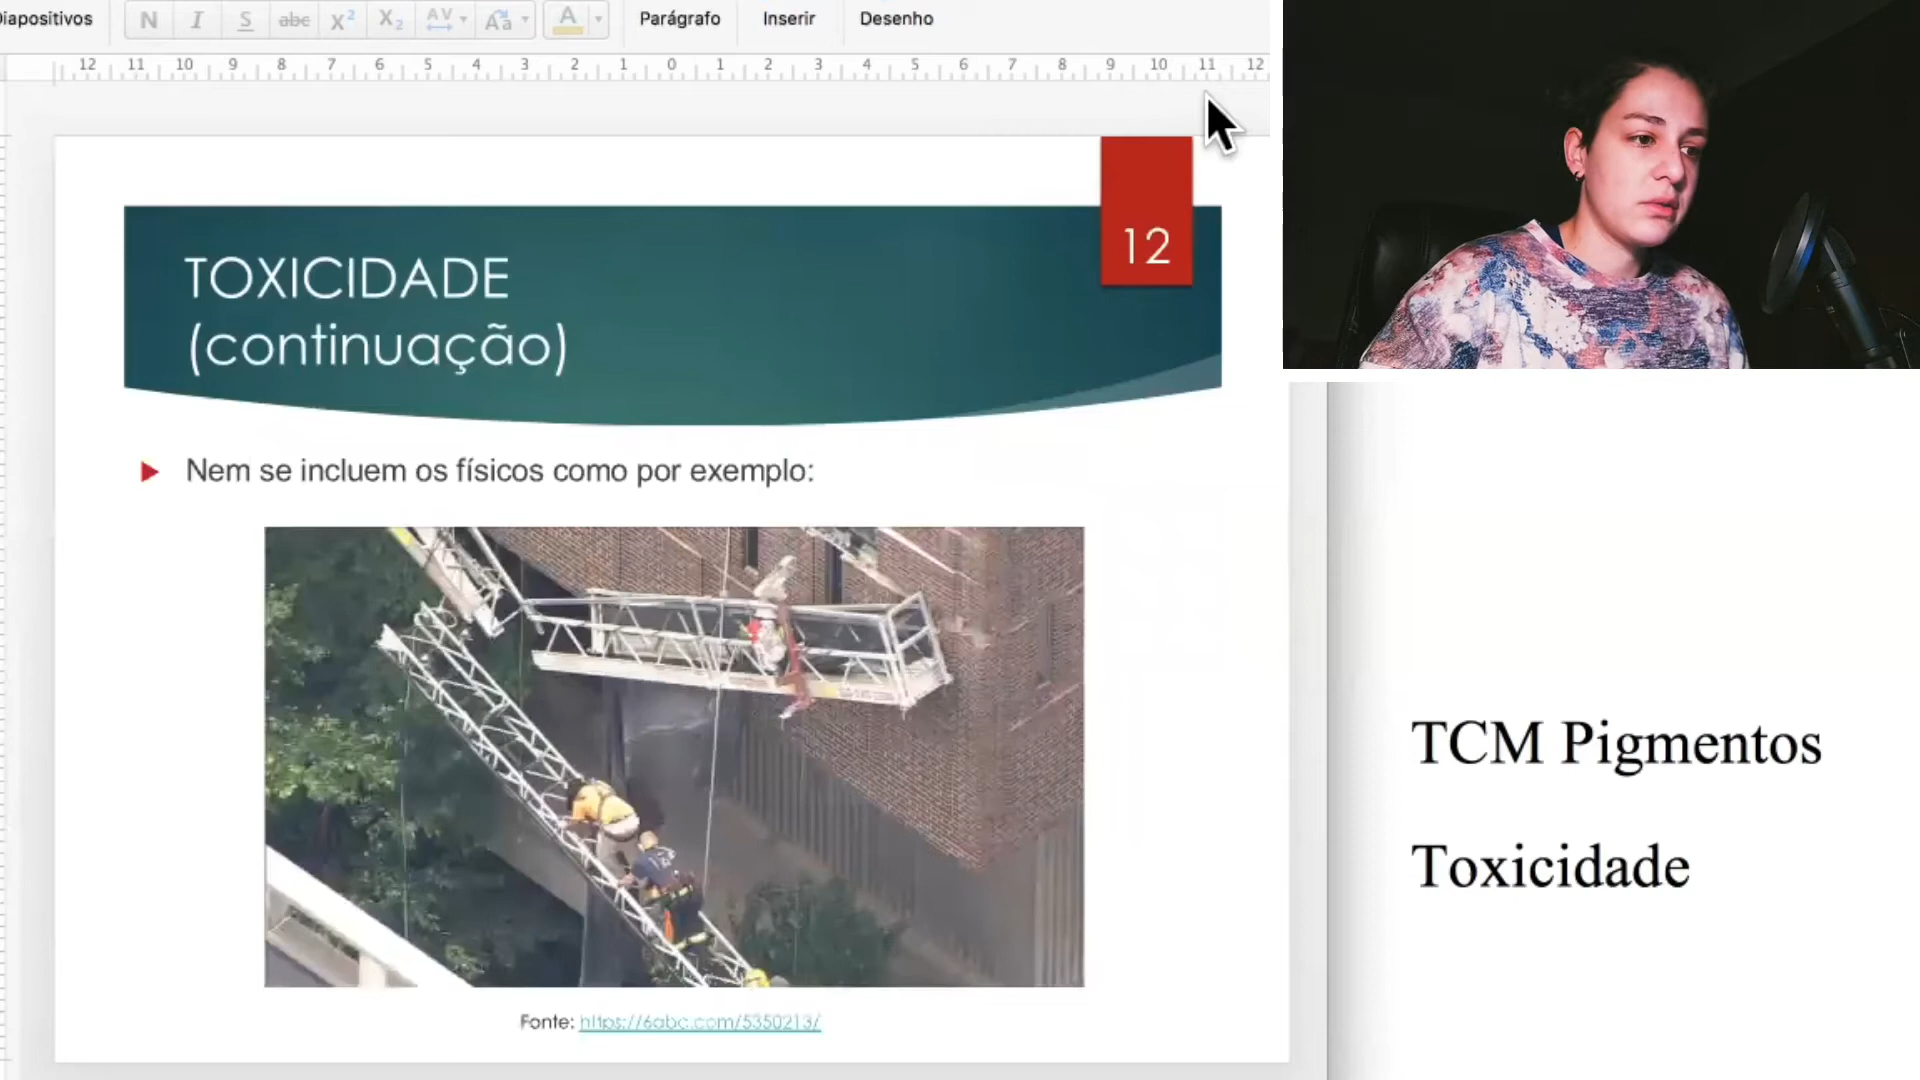 Diapositivos
N I S abc X² X₂ AV Aa A
Parágrafo
Inserir
Desenho
12 11 10 9 8 7 6 5 4 3 2 1 0 1 2 3 4 5 6 7 8 9 10 11 12
12
TOXICIDADE
(continuação)
Nem se incluem os físicos como por exemplo:
Fonte: https://6abc.com/5350213/
TCM Pigmentos
Toxicidade